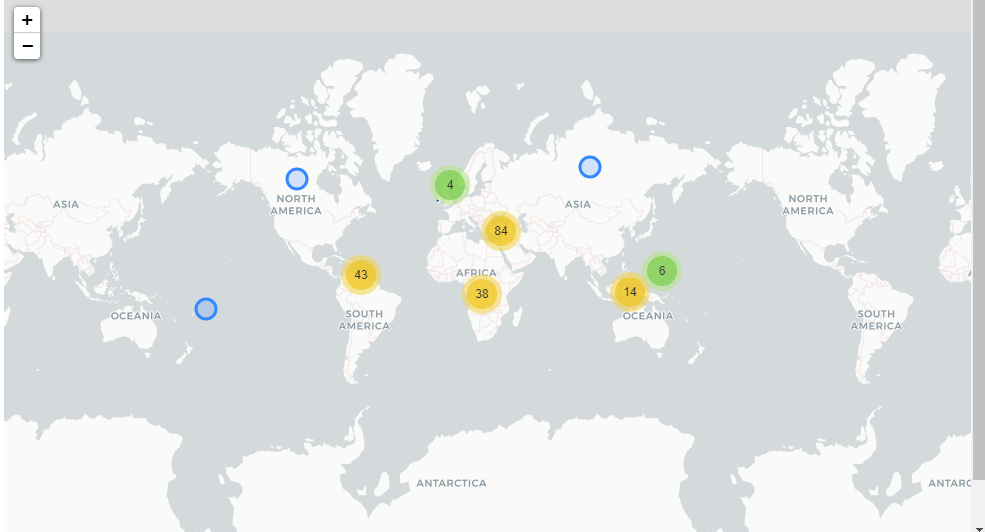 +
−
4
ASIA
NORTH
AMERICA
ASIA
NORTH
AMERICA
84
43
AFRICA
6
38
14
OCEANIA
SOUTH
AMERICA
OCEANIA
SOUTH
AMERICA
ANTARCTICA
ANTARC